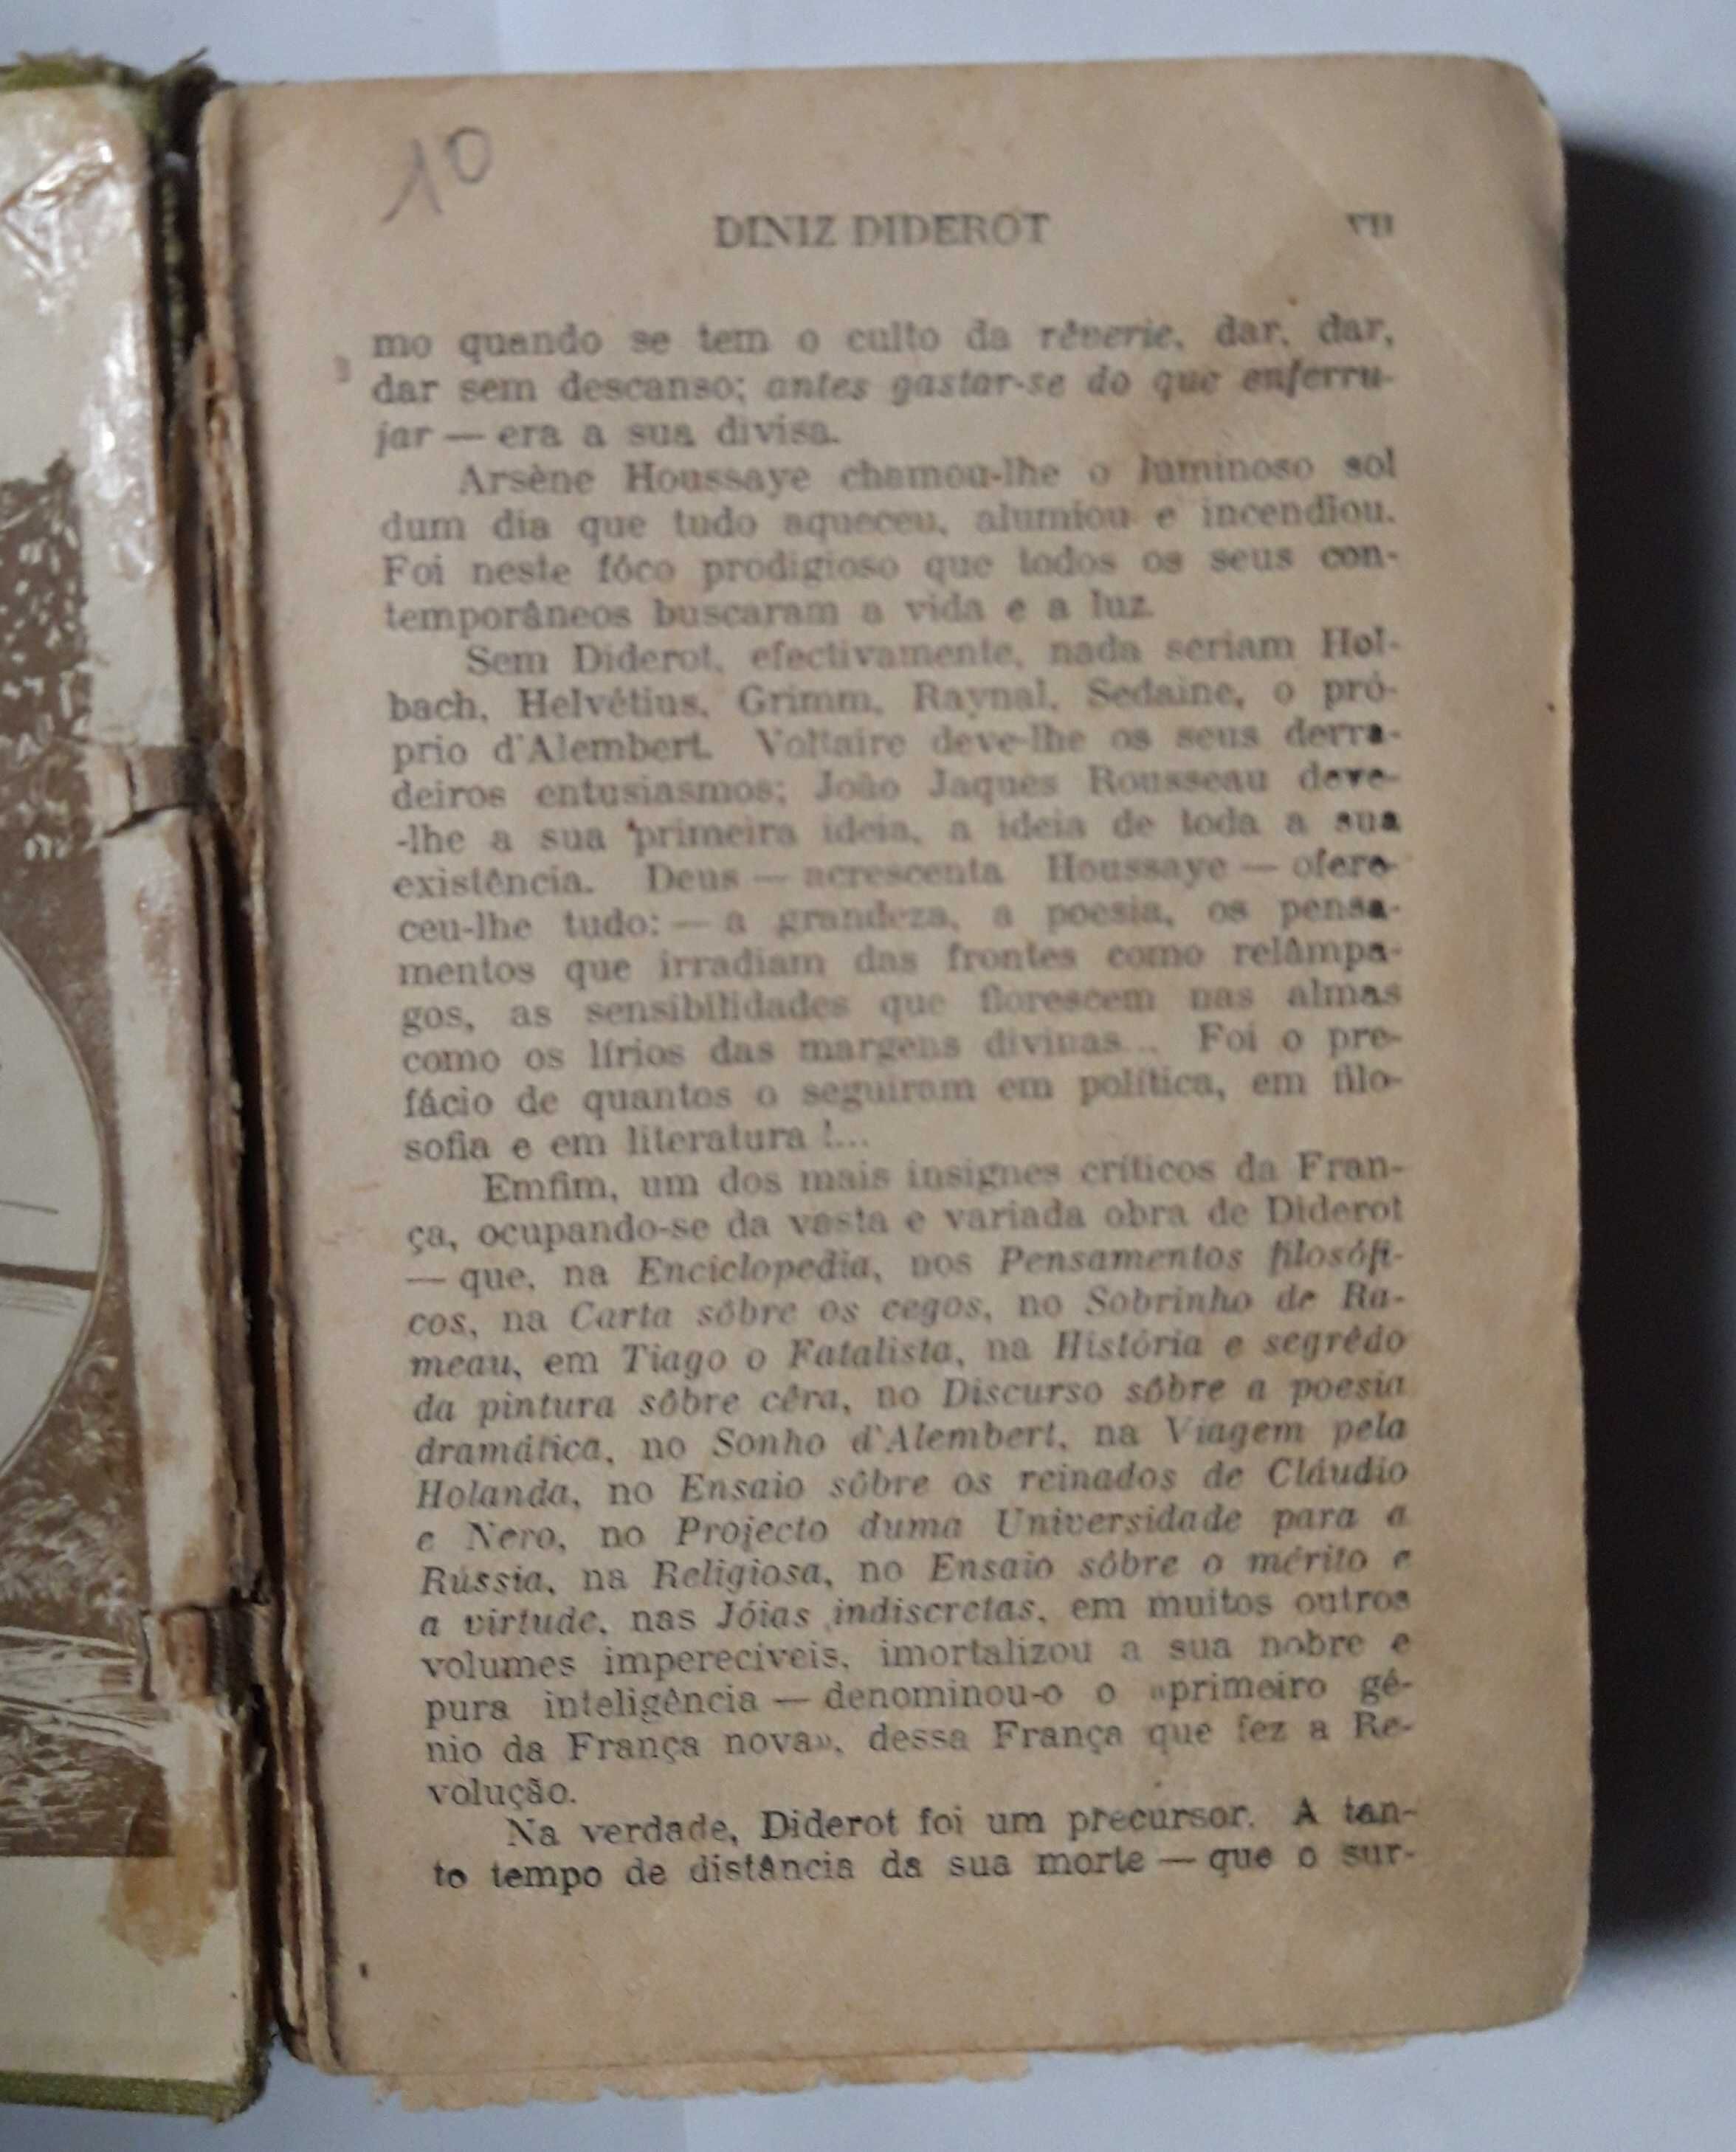 10
DINIZ DIDEROT VII
mo quando se tem o culto da rêverie, dar, dar,
dar sem descanso; antes gastar-se do que enferru-
jar — era a sua divisa.
Arsène Houssaye chamou-lhe o luminoso sol
dum dia que tudo aqueceu, alumiou e incendiou.
Foi neste fóco prodigioso que todos os seus con-
temporâneos buscaram a vida e a luz.
Sem Diderot, efectivamente, nada seriam Hol-
bach, Helvétius, Grimm, Raynal, Sedaine, o pró-
prio d'Alembert. Voltaire deve-lhe os seus derra-
deiros entusiasmos; João Jaques Rousseau deve-
-lhe a sua primeira ideia, a ideia de toda a sua
existência. Deus — acrescenta Houssaye — ofere-
ceu-lhe tudo: — a grandeza, a poesia, os pensa-
mentos que irradiam das frontes como relâmpa-
gos, as sensibilidades que florescem nas almas
como os lírios das margens divinas... Foi o pre-
fácio de quantos o seguiram em política, em filo-
sofia e em literatura !...
Emfim, um dos mais insignes críticos da Fran-
ça, ocupando-se da vasta e variada obra de Diderot
— que, na Enciclopedia, nos Pensamentos filosófi-
cos, na Carta sôbre os cegos, no Sobrinho de Ra-
meau, em Tiago o Fatalista, na História e segrêdo
da pintura sôbre cêra, no Discurso sôbre a poesia
dramática, no Sonho d'Alembert, na Viagem pela
Holanda, no Ensaio sôbre os reinados de Cláudio
e Nero, no Projecto duma Universidade para a
Rússia, na Religiosa, no Ensaio sôbre o mérito e
a virtude, nas Jóias indiscretas, em muitos outros
volumes imperecíveis, imortalizou a sua nobre e
pura inteligência — denominou-o o «primeiro gé-
nio da França nova», dessa França que fez a Re-
volução.
Na verdade, Diderot foi um precursor. A tan-
to tempo de distância da sua morte — que o sur-